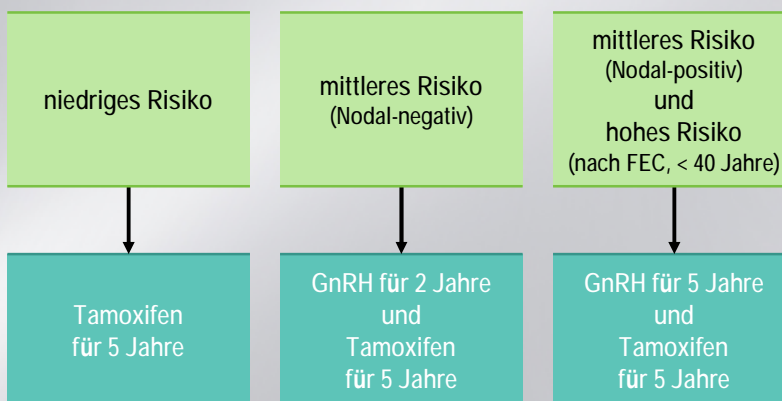 niedriges Risiko
mittleres Risiko
(Nodal-negativ)
mittleres Risiko
(Nodal-positiv)
und
hohes Risiko
(nach FEC, < 40 Jahre)
Tamoxifen
für 5 Jahre
GnRH für 2 Jahre
und
Tamoxifen
für 5 Jahre
GnRH für 5 Jahre
und
Tamoxifen
für 5 Jahre